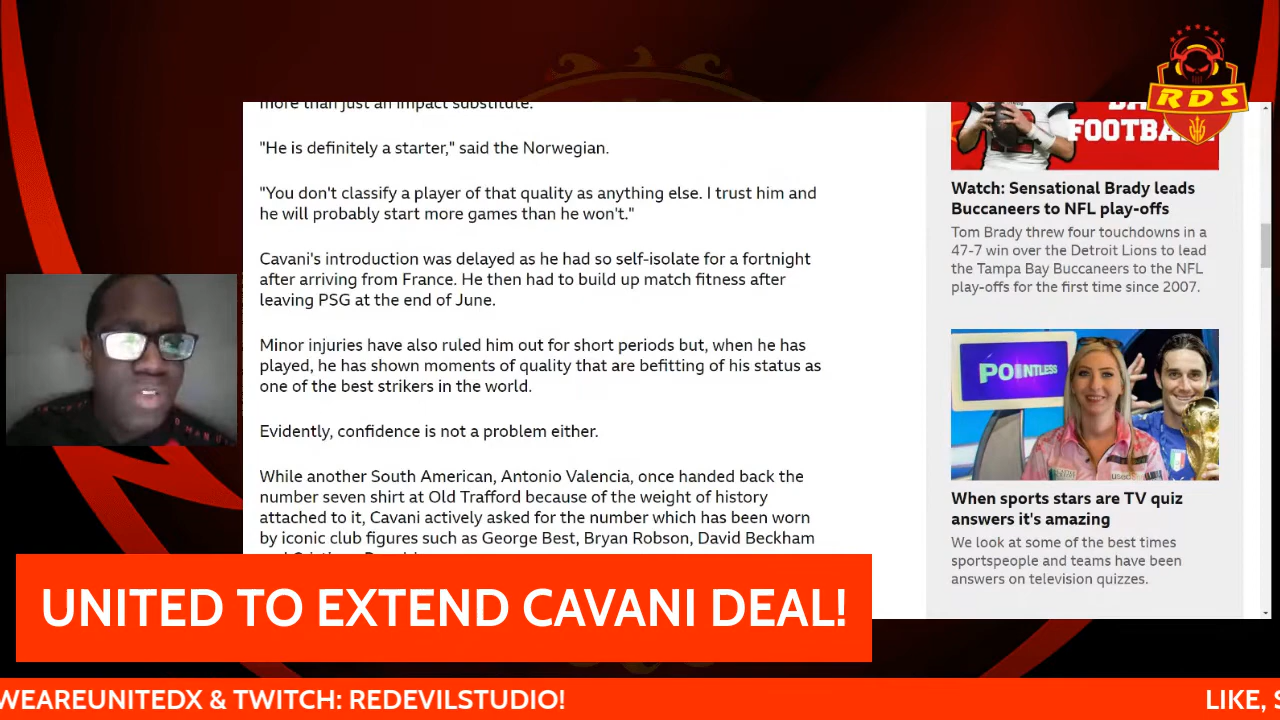 more than just an impact substitute.
"He is definitely a starter," said the Norwegian.
"You don't classify a player of that quality as anything else. I trust him and
he will probably start more games than he won't."
Cavani's introduction was delayed as he had so self-isolate for a fortnight
after arriving from France. He then had to build up match fitness after
leaving PSG at the end of June.
Minor injuries have also ruled him out for short periods but, when he has
played, he has shown moments of quality that are befitting of his status as
one of the best strikers in the world.
Evidently, confidence is not a problem either.
While another South American, Antonio Valencia, once handed back the
number seven shirt at Old Trafford because of the weight of history
attached to it, Cavani actively asked for the number which has been worn
by iconic club figures such as George Best, Bryan Robson, David Beckham
RDS
Watch: Sensational Brady leads
Buccaneers to NFL play-offs
Tom Brady threw four touchdowns in a
47-7 win over the Detroit Lions to lead
the Tampa Bay Buccaneers to the NFL
play-offs for the first time since 2007.
POINTLESS
When sports stars are TV quiz
answers it's amazing
We look at some of the best times
sportspeople and teams have been
answers on television quizzes.
UNITED TO EXTEND CAVANI DEAL!
WEAREUNITEDX & TWITCH: REDEVILSTUDIO!
LIKE,